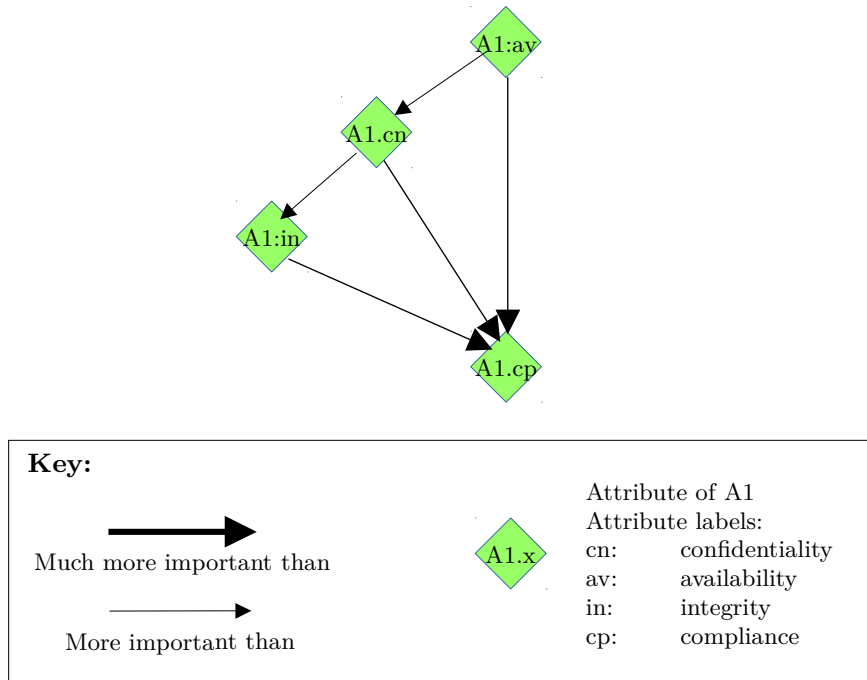 A1:av
A1.cn
A1:in
A1.cp
Key:
Much more important than
More important than
A1.x
Attribute of A1
Attribute labels:
cn: confidentiality
av: availability
in: integrity
cp: compliance